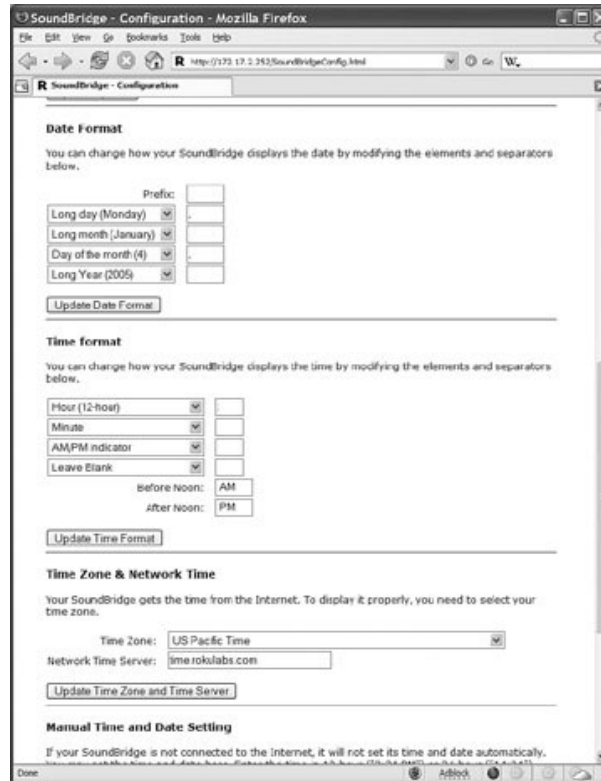 SoundBridge - Configuration - Mozilla Firefox
File Edit View Go Bookmarks Tools Help
R http://172.17.2.252/SoundBridgeConfig.html W.
R SoundBridge - Configuration
Date Format
You can change how your SoundBridge displays the date by modifying the elements and separators
below.
Prefix:
Long day (Monday) ,
Long month (January)
Day of the month (4) ,
Long Year (2005)
Update Date Format
Time format
You can change how your SoundBridge displays the time by modifying the elements and separators
below.
Hour (12-hour) :
Minute
AM/PM indicator
Leave Blank
Before Noon: AM
After Noon: PM
Update Time Format
Time Zone & Network Time
Your SoundBridge gets the time from the Internet. To display it properly, you need to select your
time zone.
Time Zone: US Pacific Time
Network Time Server: time.rokulabs.com
Update Time Zone and Time Server
Manual Time and Date Setting
If your SoundBridge is not connected to the Internet, it will not set its time and date automatically.
Done Adblock